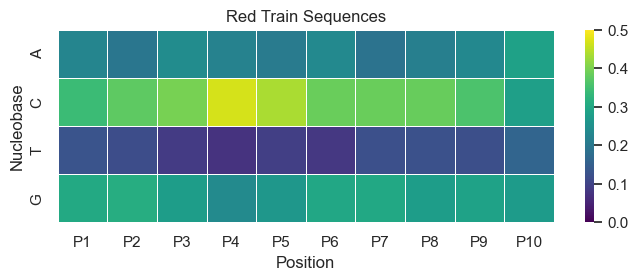 Red Train Sequences
Nucleobase
A
C
T
G
P1 P2 P3 P4 P5 P6 P7 P8 P9 P10
Position
0.5
0.4
0.3
0.2
0.1
0.0